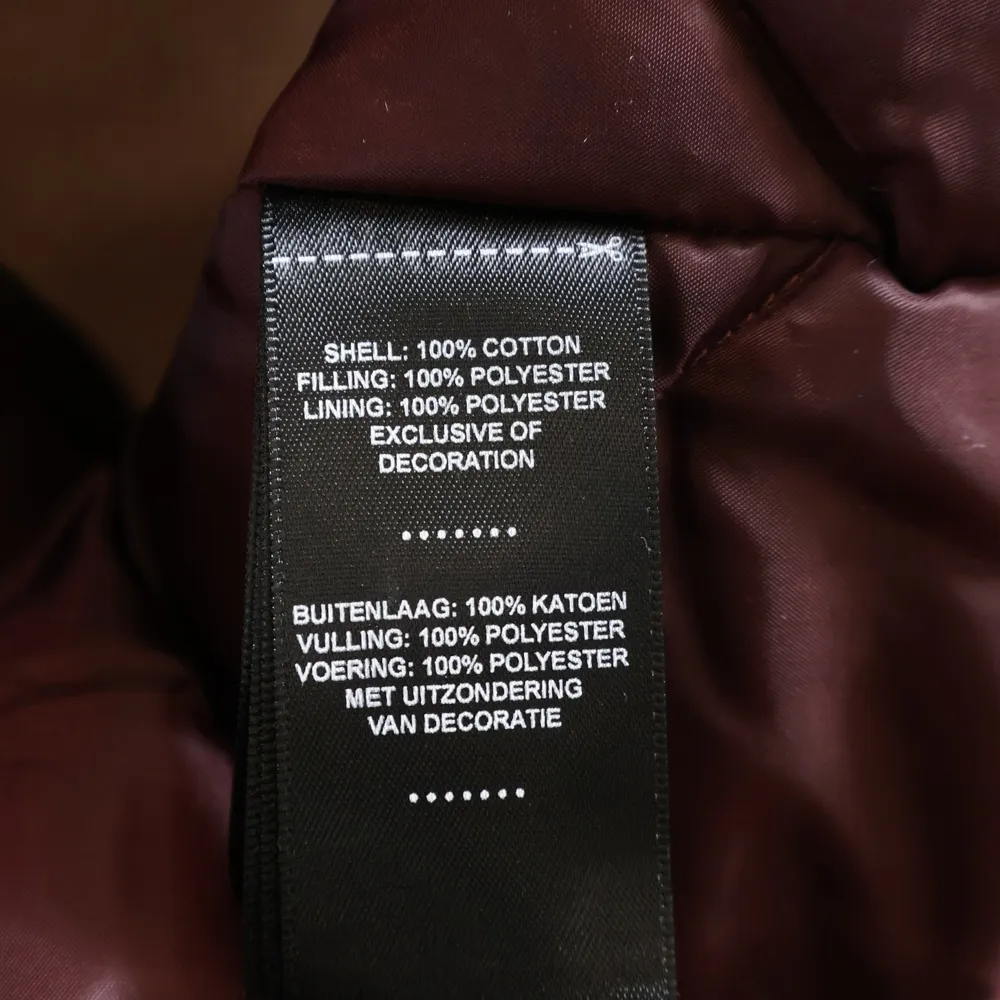 SHELL: 100% COTTON
FILLING: 100% POLYESTER
LINING: 100% POLYESTER
EXCLUSIVE OF
DECORATION
.......
BUITENLAAG: 100% KATOEN
VULLING: 100% POLYESTER
VOERING: 100% POLYESTER
MET UITZONDERING
VAN DECORATIE
.......